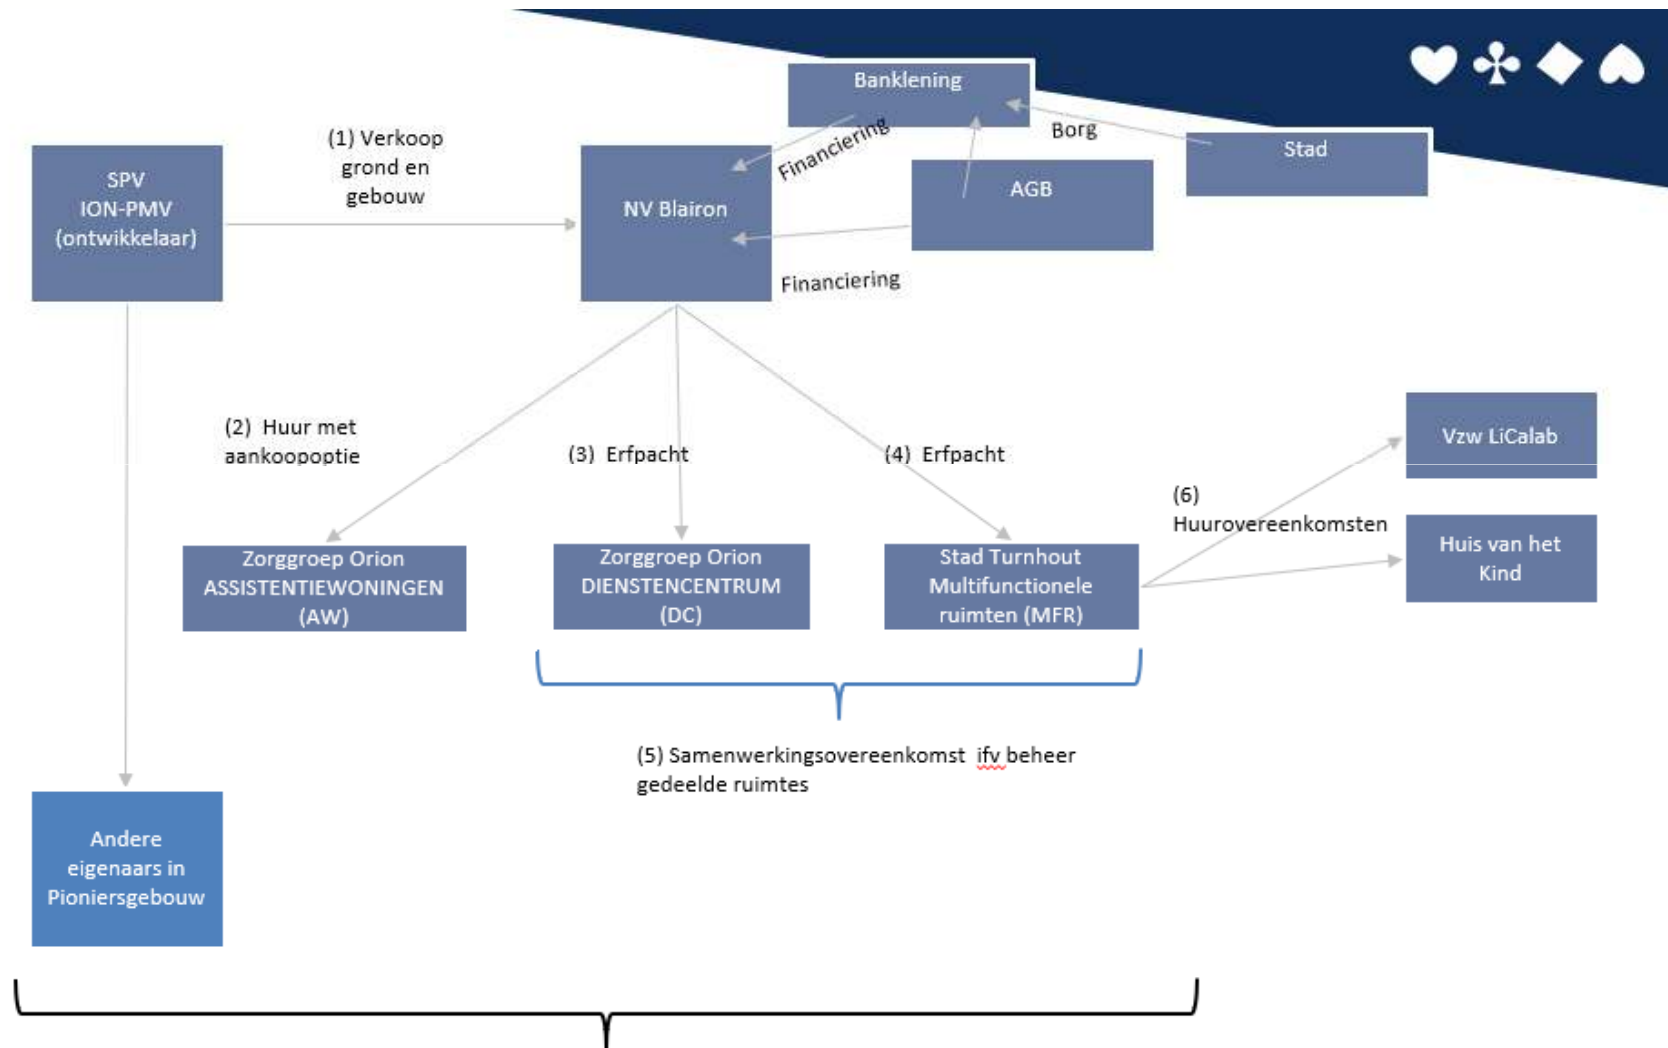 Banklening
Borg
Stad
(1) Verkoop
grond en
gebouw
Financiering
SPV
ION-PMV
(ontwikkelaar)
NV Blairon
AGB
Financiering
(2) Huur met
aankoopoptie
(3) Erfpacht
(4) Erfpacht
Vzw LiCalab
(6)
Huurovereenkomsten
Huis van het
Kind
Zorggroep Orion
ASSISTENTIEWONINGEN
(AW)
Zorggroep Orion
DIENSTENCENTRUM
(DC)
Stad Turnhout
Multifunctionele
ruimten (MFR)
(5) Samenwerkingsovereenkomst ifv beheer
gedeelde ruimtes
Andere
eigenaars in
Pioniersgebouw